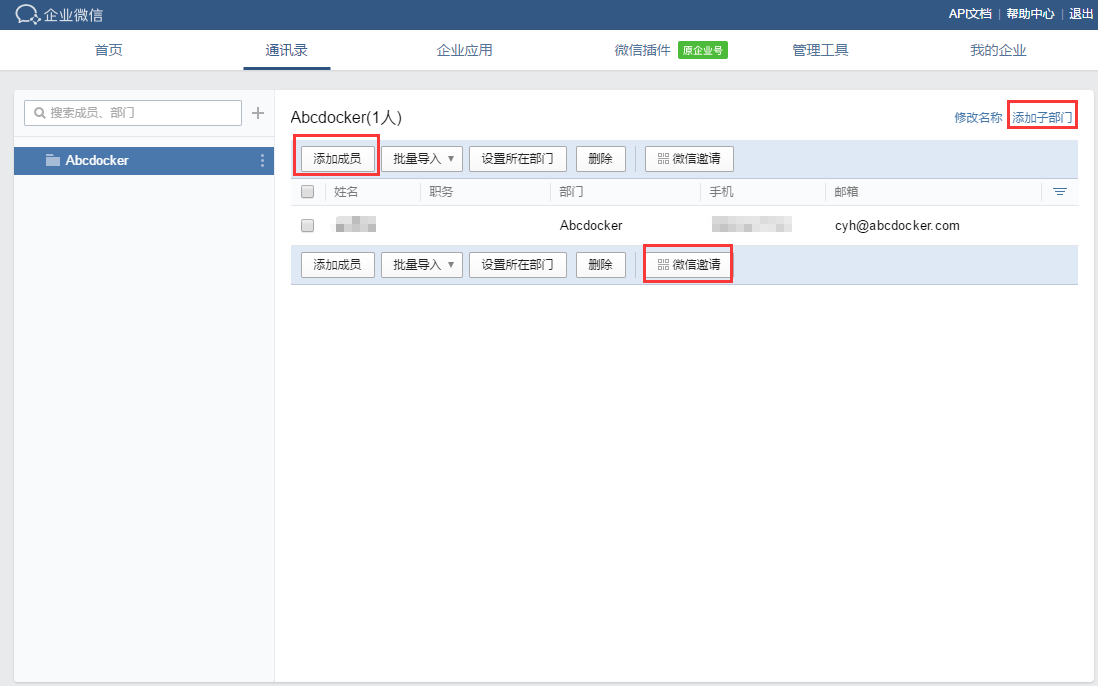 企业微信 API文档 | 帮助中心 | 退出
首页 通讯录 企业应用 微信插件 原企业号 管理工具 我的企业
搜索成员、部门
Abcdocker
Abcdocker(1人) 修改名称 添加子部门
添加成员 批量导入 设置所在部门 删除 微信邀请
姓名 职务 部门 手机 邮箱
Abcdocker cyh@abcdocker.com
添加成员 批量导入 设置所在部门 删除 微信邀请